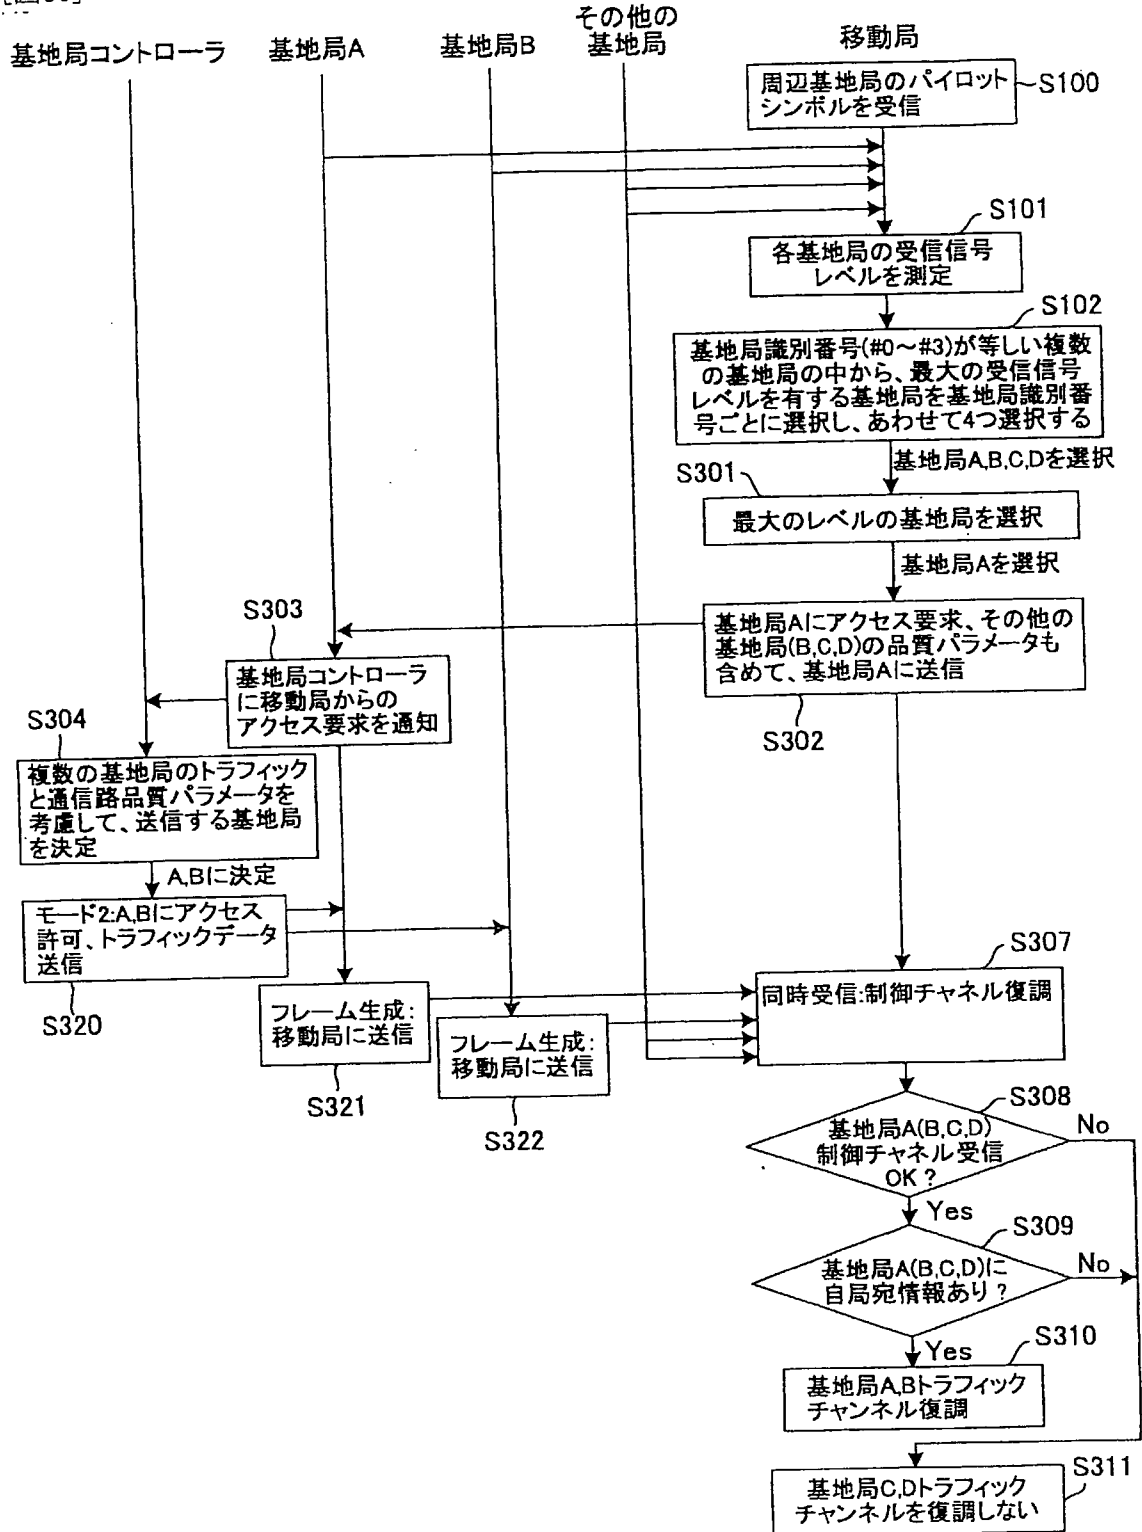 基地局コントローラ
基地局A
基地局B
その他の
基地局
移動局
周辺基地局のパイロット
シンボルを受信
S100
S101
各基地局の受信信号
レベルを測定
S102
基地局識別番号(#0～#3)が等しい複数
の基地局の中から、最大の受信信号
レベルを有する基地局を基地局識別番
号ごとに選択し、あわせて4つ選択する
基地局A,B,C,Dを選択
S301
最大のレベルの基地局を選択
基地局Aを選択
S303
基地局コントローラ
に移動局からの
アクセス要求を通知
基地局Aにアクセス要求、その他の
基地局(B,C,D)の品質パラメータも
含めて、基地局Aに送信
S302
S304
複数の基地局のトラフィック
と通信路品質パラメータを
考慮して、送信する基地局
を決定
A,Bに決定
モード2:A,Bにアクセス
許可、トラフィックデータ
送信
S320
フレーム生成:
移動局に送信
S321
フレーム生成:
移動局に送信
S322
S307
同時受信:制御チャネル復調
S308
基地局A(B,C,D)
制御チャネル受信
OK?
No
Yes
S309
基地局A(B,C,D)に
自局宛情報あり?
No
Yes
S310
基地局A,Bトラフィック
チャンネル復調
S311
基地局C,Dトラフィック
チャンネルを復調しない